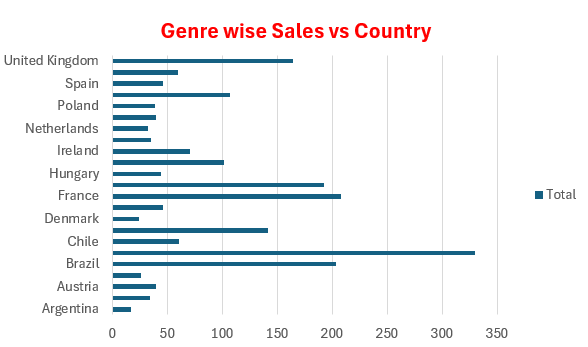 Genre wise Sales vs Country
United Kingdom
Spain
Poland
Netherlands
Ireland
Hungary
France
Denmark
Chile
Brazil
Austria
Argentina
Total
0 50 100 150 200 250 300 350